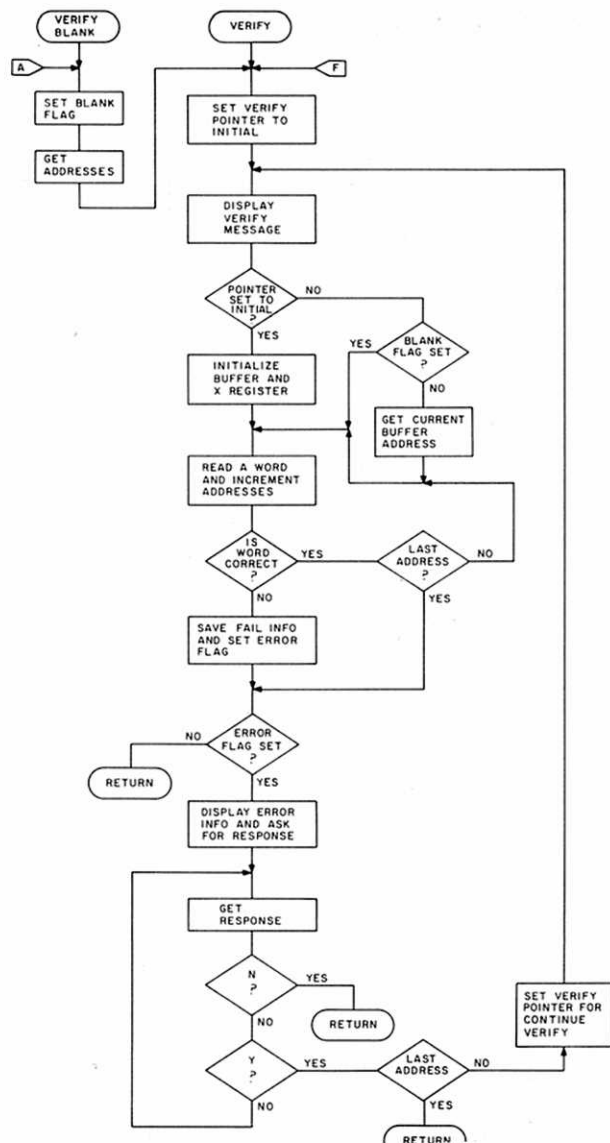 VERIFY
BLANK
VERIFY
A
F
SET BLANK
FLAG
SET VERIFY
POINTER TO
INITIAL
GET
ADDRESSES
DISPLAY
VERIFY
MESSAGE
POINTER
SET TO
INITIAL
?
NO
YES
YES
BLANK
FLAG SET
?
NO
INITIALIZE
BUFFER AND
X REGISTER
GET CURRENT
BUFFER
ADDRESS
READ A WORD
AND INCREMENT
ADDRESSES
IS
WORD
CORRECT
?
YES
NO
LAST
ADDRESS
?
NO
YES
SAVE FAIL INFO
AND SET ERROR
FLAG
ERROR
FLAG SET
?
NO
YES
RETURN
DISPLAY ERROR
INFO AND ASK
FOR RESPONSE
GET
RESPONSE
N
?
YES
NO
RETURN
SET VERIFY
POINTER FOR
CONTINUE
VERIFY
Y
?
YES
NO
LAST
ADDRESS
?
NO
YES
RETURN